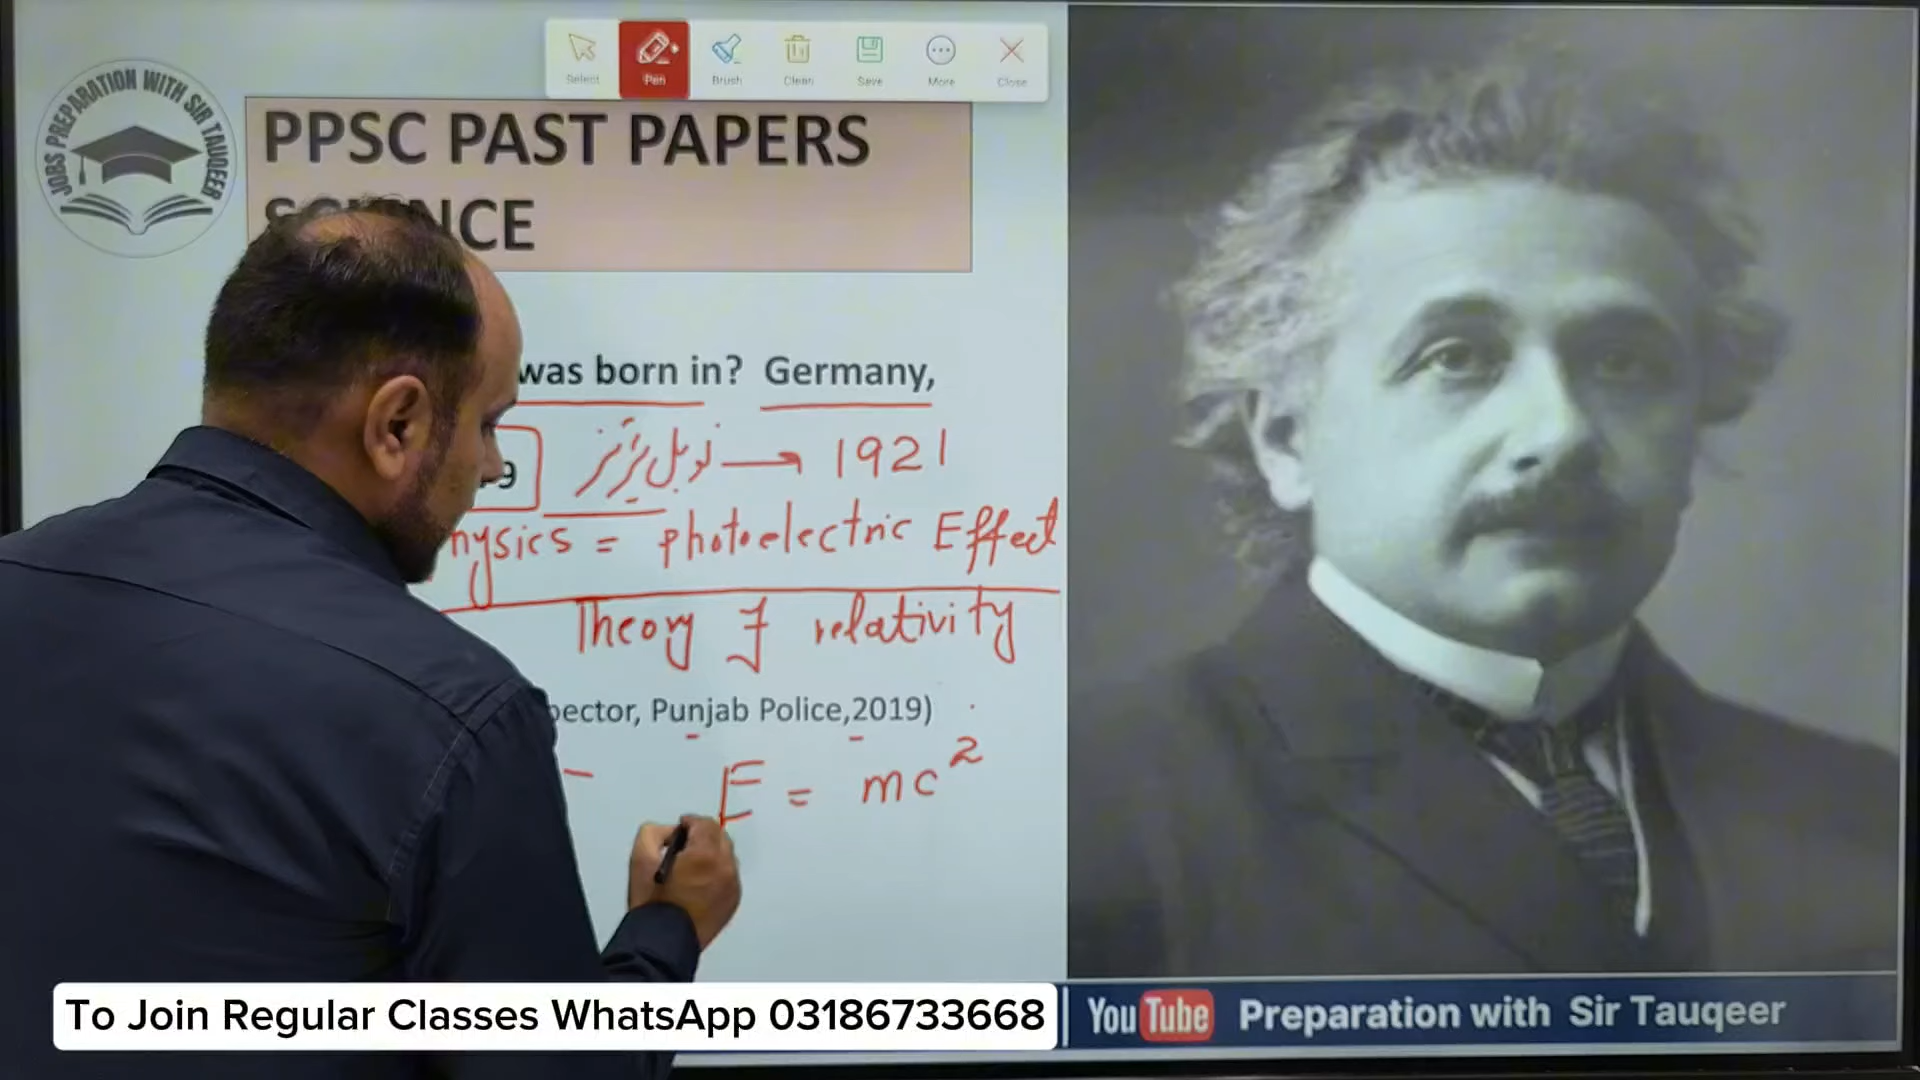 Select Pen Brush Clean Save More Close
JOBS PREPARATION WITH SIR TAUQEER
PPSC PAST PAPERS
was born in? Germany,
9 نوبل پرائز → 1921
hysics = photoelectric Effect
Theory of relativity
pector, Punjab Police,2019)
E = mc²
To Join Regular Classes WhatsApp 03186733668
YouTube Preparation with Sir Tauqeer